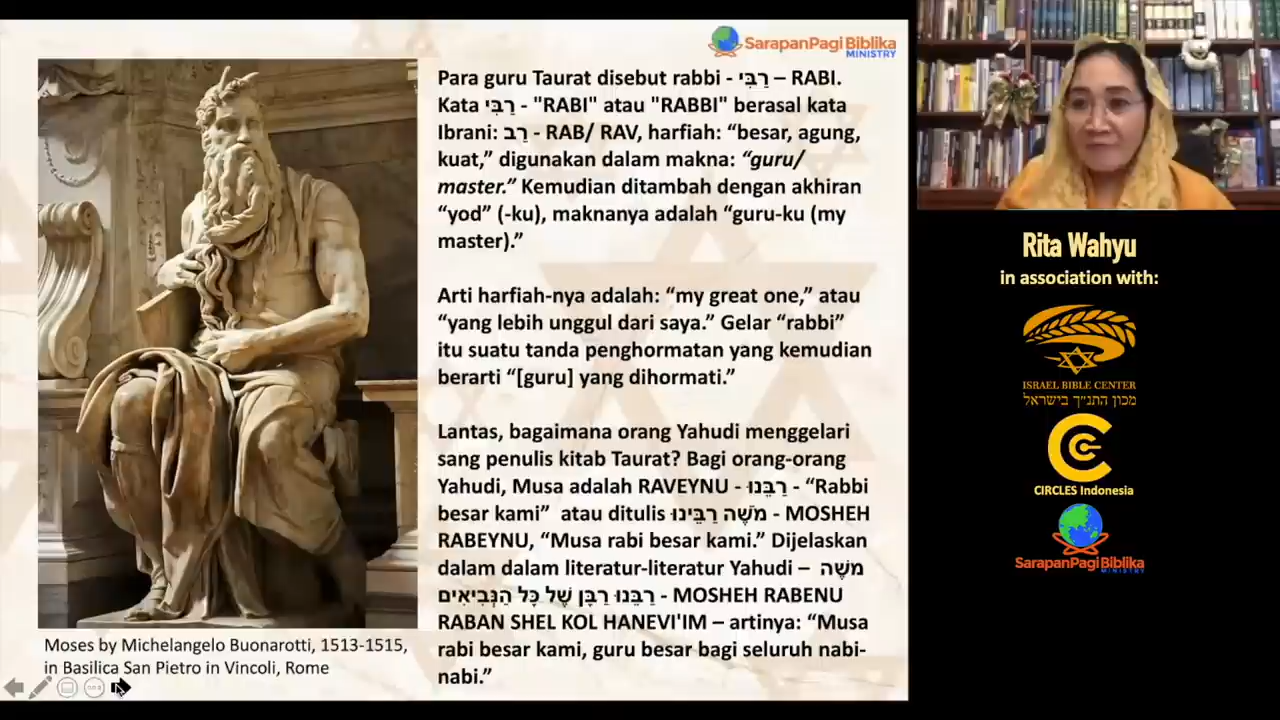 SarapanPagi Biblika
MINISTRY
Para guru Taurat disebut rabbi - רַבִּי – RABI.
Kata רַבִּי - "RABI" atau "RABBI" berasal kata
Ibrani: רַב - RAB/ RAV, harfiah: “besar, agung,
kuat,” digunakan dalam makna: “guru/
master.” Kemudian ditambah dengan akhiran
“yod” (-ku), maknanya adalah “guru-ku (my
master).”
Arti harfiah-nya adalah: “my great one,” atau
“yang lebih unggul dari saya.” Gelar “rabbi”
itu suatu tanda penghormatan yang kemudian
berarti “[guru] yang dihormati.”
Lantas, bagaimana orang Yahudi menggelari
sang penulis kitab Taurat? Bagi orang-orang
Yahudi, Musa adalah RAVEYNU - רַבֵּנוּ - “Rabbi
besar kami” atau ditulis מֹשֶׁה רַבֵּינוּ - MOSHEH
RABEYNU, “Musa rabi besar kami.” Dijelaskan
dalam dalam literatur-literatur Yahudi – מֹשֶׁה
רַבֵּנוּ רַבָּן שֶׁל כָּל הַנְּבִיאִים - MOSHEH RABENU
RABAN SHEL KOL HANEVI'IM – artinya: “Musa
rabi besar kami, guru besar bagi seluruh nabi-
nabi.”
Moses by Michelangelo Buonarotti, 1513-1515,
in Basilica San Pietro in Vincoli, Rome
Rita Wahyu
in association with:
ISRAEL BIBLE CENTER
מכון התנ״ך בישראל
CIRCLES Indonesia
SarapanPagi Biblika
MINISTRY